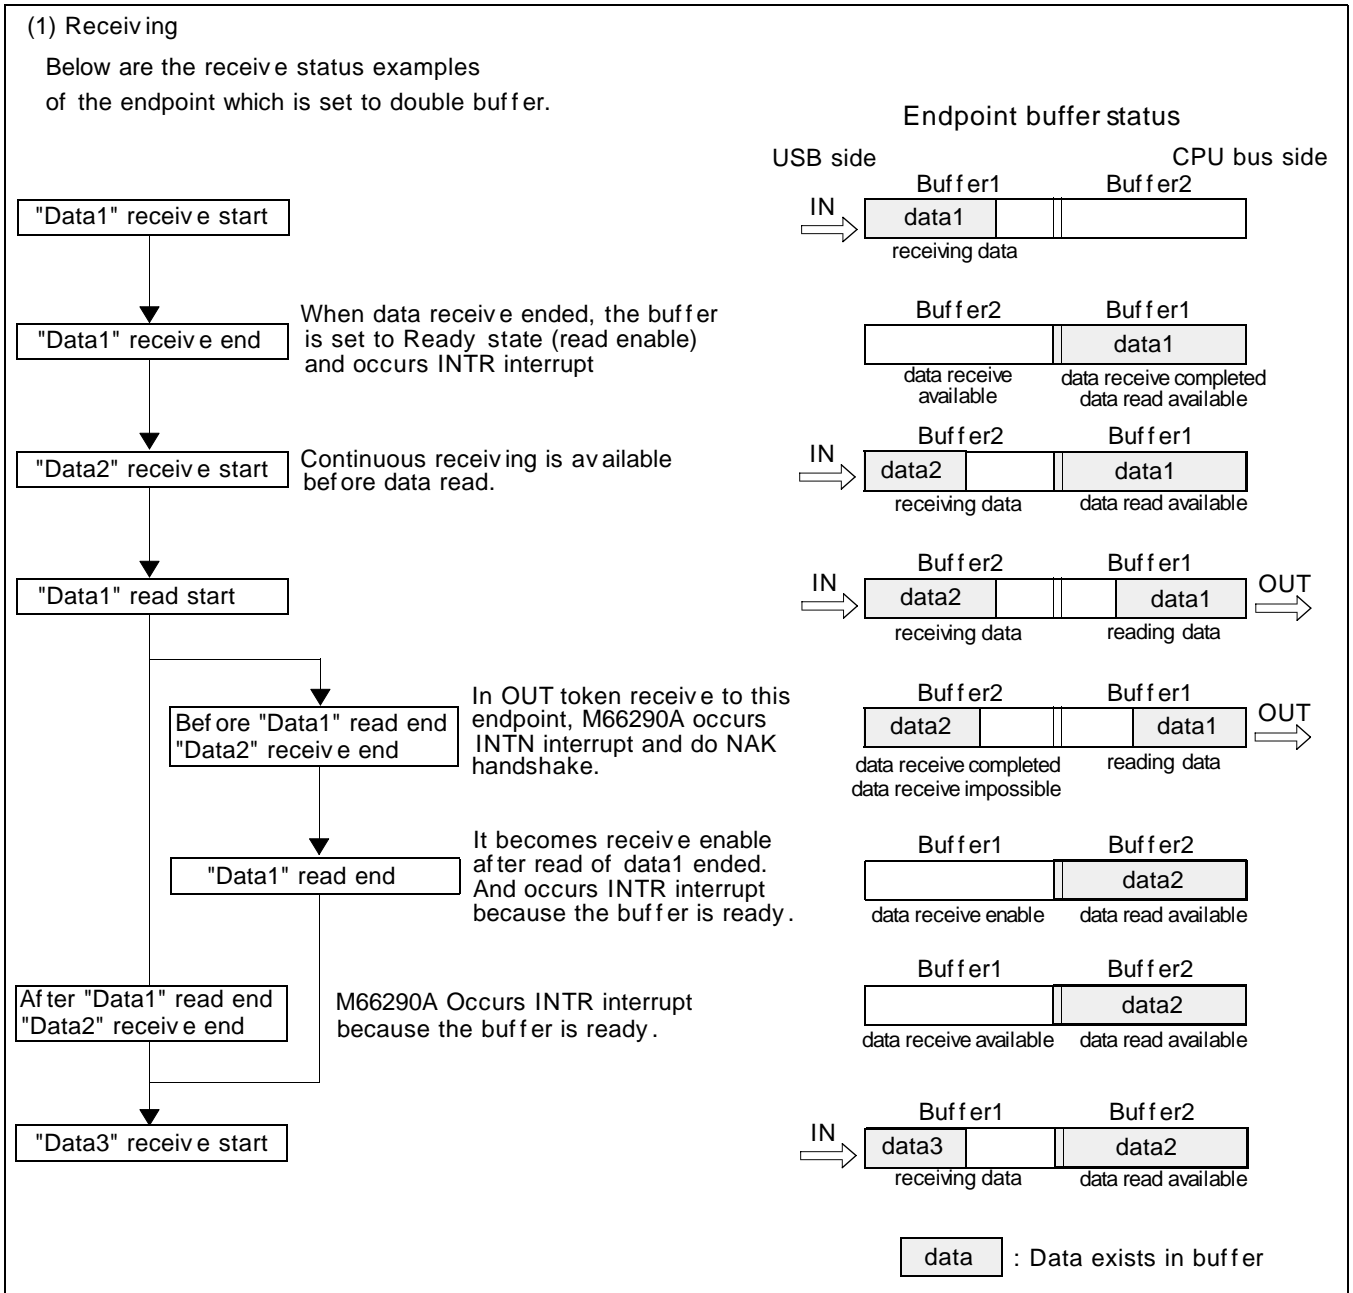 (1) Receiving
Below are the receive status examples
of the endpoint which is set to double buffer.
Endpoint buffer status
USB side
CPU bus side
"Data1" receive start
IN
Buffer1
Buffer2
data1
receiving data
"Data1" receive end
When data receive ended, the buffer
is set to Ready state (read enable)
and occurs INTR interrupt
Buffer2
Buffer1
data1
data receive
available
data receive completed
data read available
"Data2" receive start
Continuous receiving is available
before data read.
IN
Buffer2
Buffer1
data2
data1
receiving data
data read available
"Data1" read start
IN
Buffer2
Buffer1
data2
data1
OUT
receiving data
reading data
Before "Data1" read end
"Data2" receive end
In OUT token receive to this
endpoint, M66290A occurs
INTN interrupt and do NAK
handshake.
Buffer2
Buffer1
data2
data1
OUT
data receive completed
data receive impossible
reading data
"Data1" read end
It becomes receive enable
after read of data1 ended.
And occurs INTR interrupt
because the buffer is ready.
Buffer1
Buffer2
data2
data receive enable
data read available
After "Data1" read end
"Data2" receive end
M66290A Occurs INTR interrupt
because the buffer is ready.
Buffer1
Buffer2
data2
data receive available
data read available
"Data3" receive start
IN
Buffer1
Buffer2
data3
data2
receiving data
data read available
data : Data exists in buffer